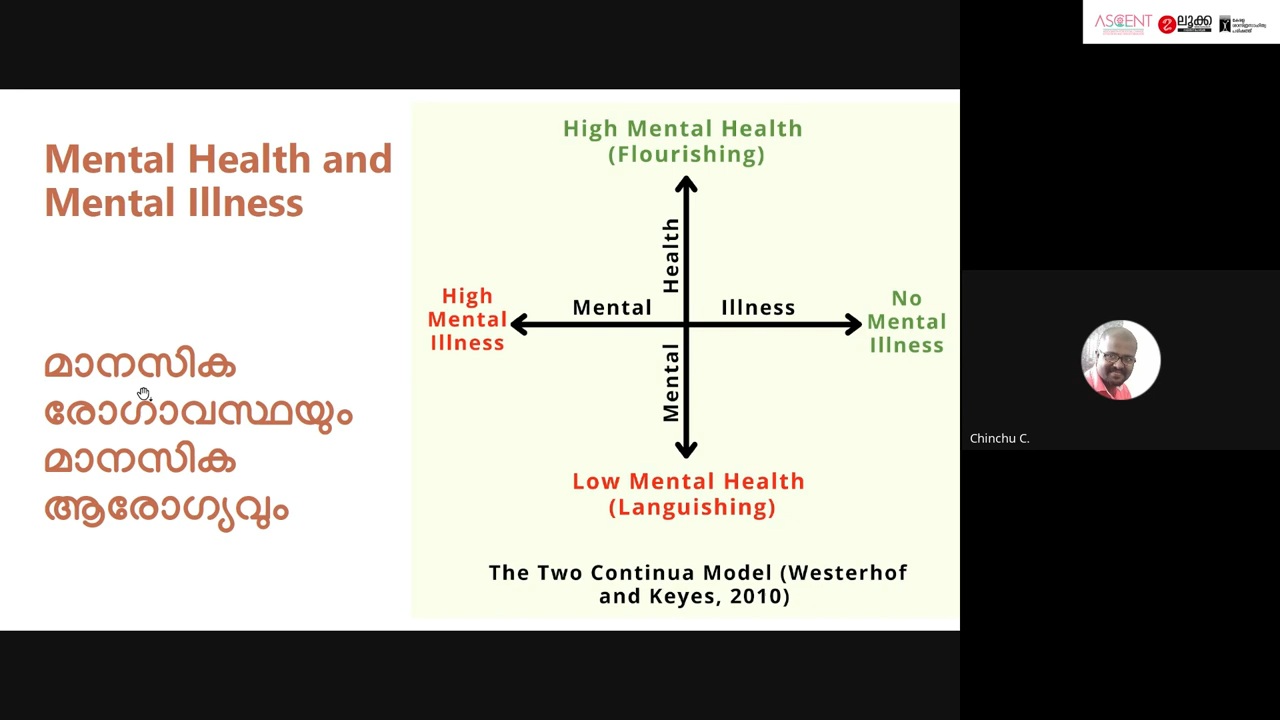 ASCENT
ലൂക്ക
Mental Health and
Mental Illness
മാനസിക
രോഗാവസ്ഥയും
മാനസിക
ആരോഗ്യവും
High Mental Health
(Flourishing)
Health
High
Mental
Illness
Mental Illness
No
Mental
Illness
Mental
Low Mental Health
(Languishing)
The Two Continua Model (Westerhof
and Keyes, 2010)
Chinchu C.